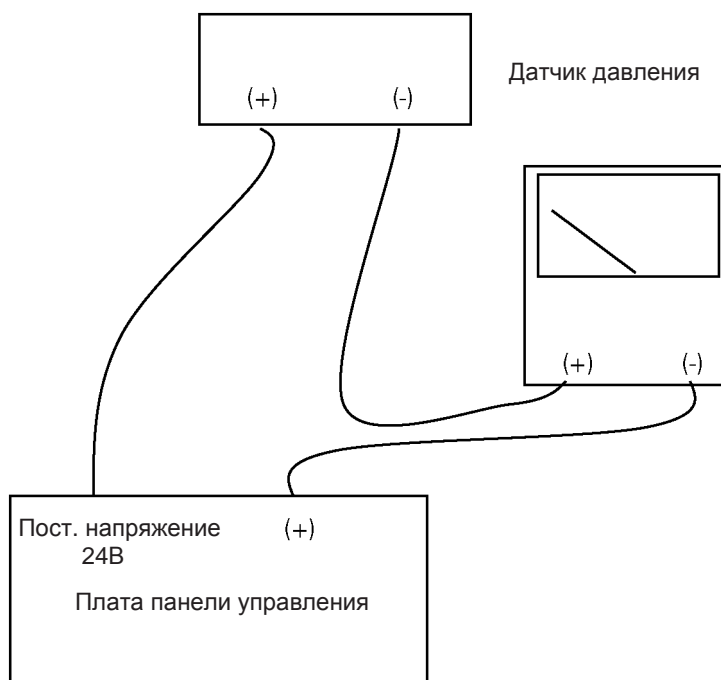 Датчик давления
(+) (-)
(+) (-)
Пост. напряжение (+)
24В
Плата панели управления